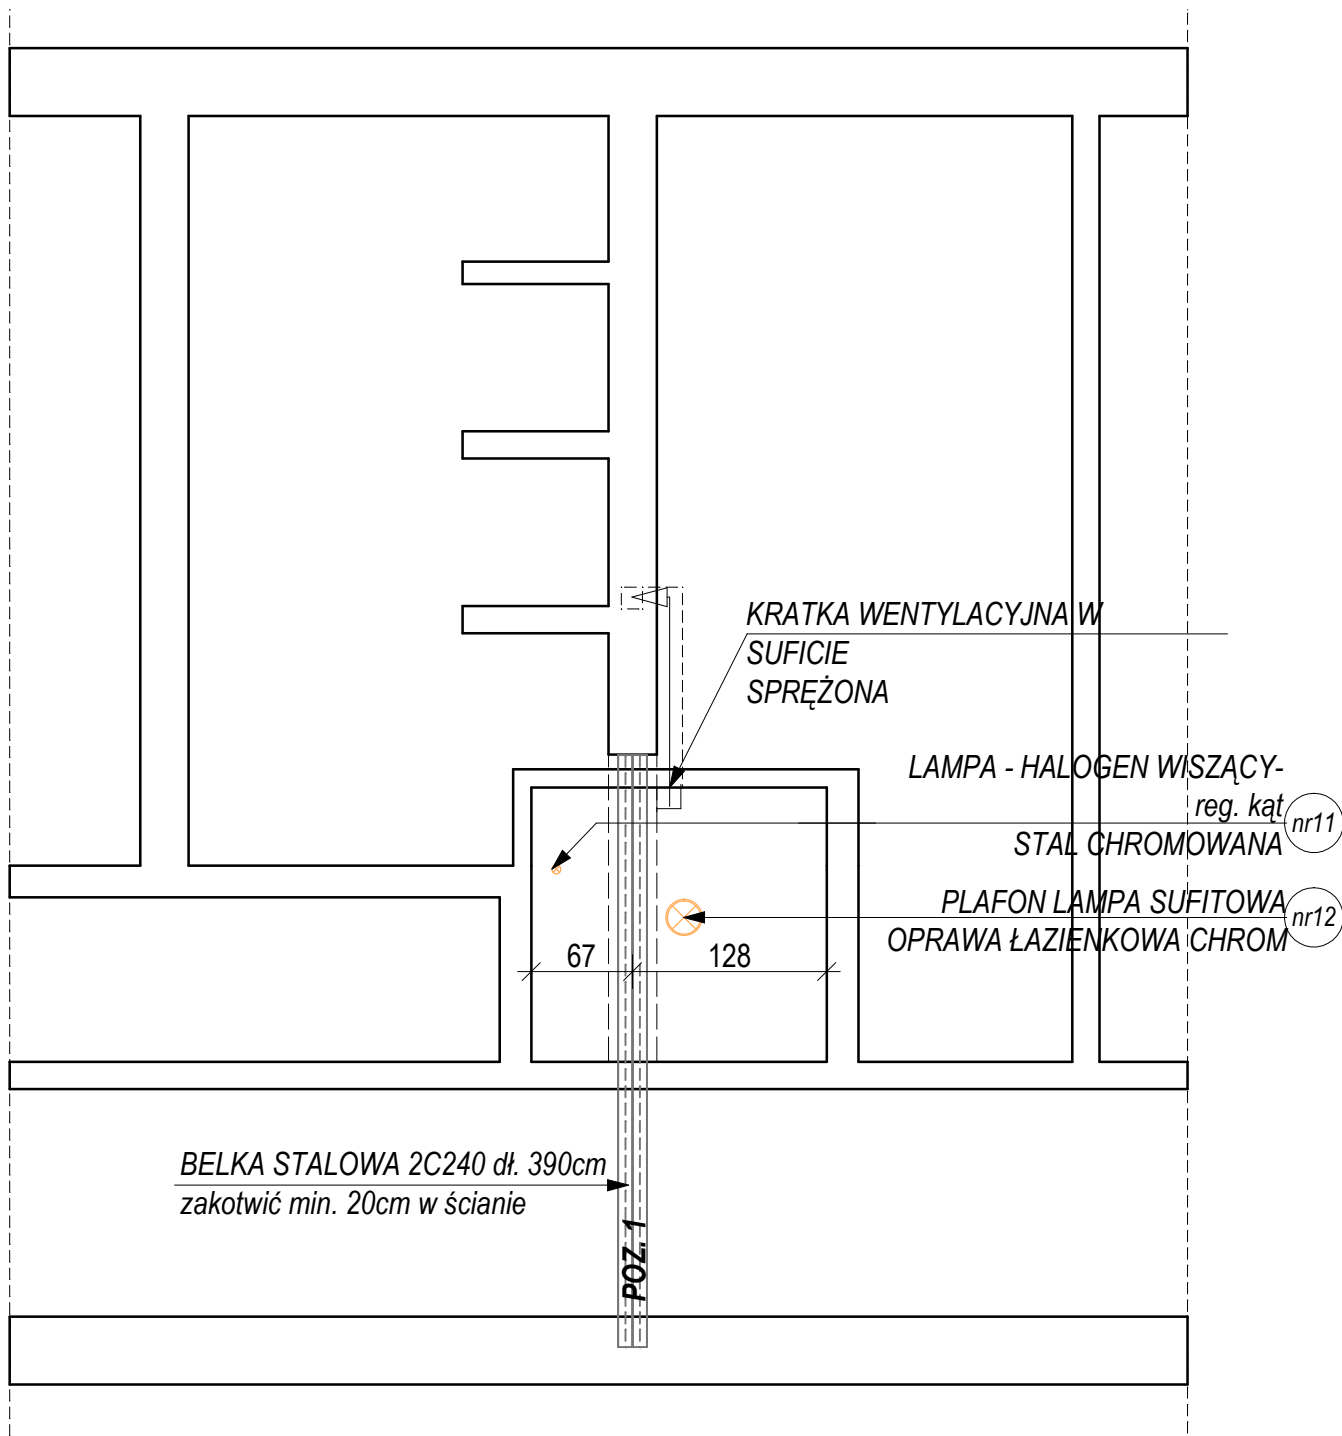 KRATKA WENTYLACYJNA W
SUFICIE
SPRĘŻONA
LAMPA - HALOGEN WISZĄCY-
reg. kąt
STAL CHROMOWANA
nr11
PLAFON LAMPA SUFITOWA
OPRAWA ŁAZIENKOWA CHROM
nr12
67
128
BELKA STALOWA 2C240 dł. 390cm
zakotwić min. 20cm w ścianie
POZ. 1